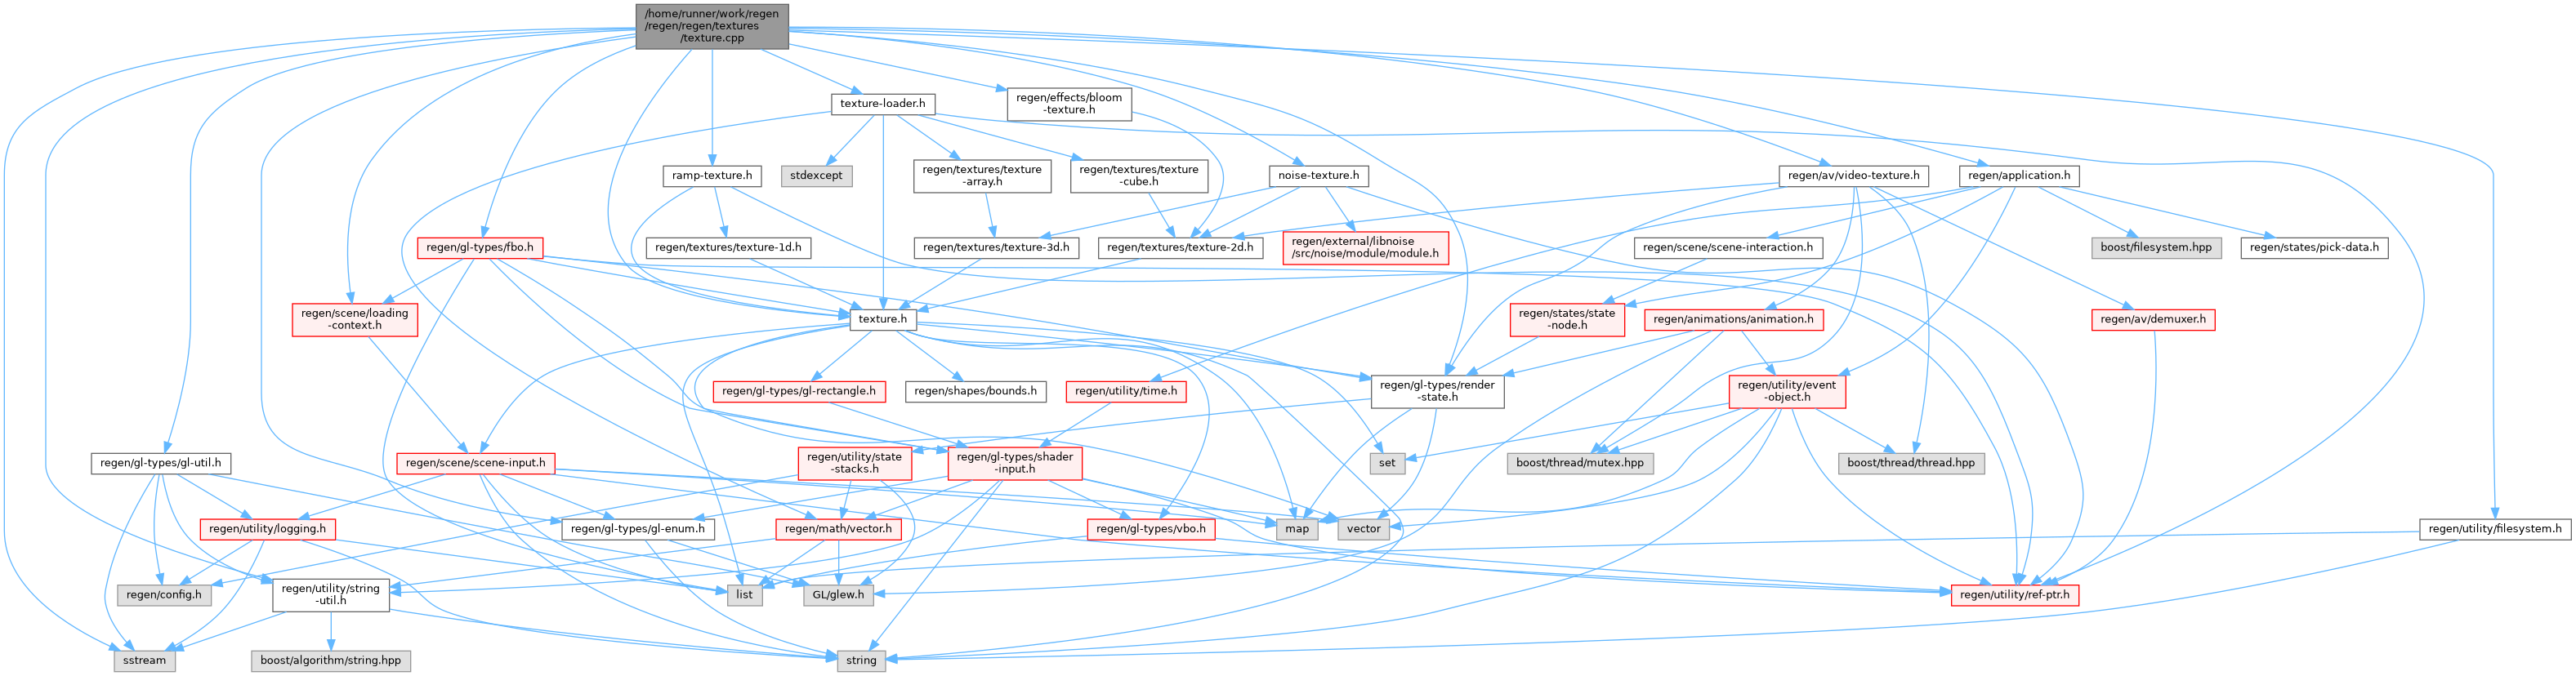 /home/runner/work/regen
/regen/regen/textures
/texture.cpp
regen/effects/bloom
-texture.h
texture-loader.h
ramp-texture.h
stdexcept
regen/textures/texture
-array.h
regen/textures/texture
-cube.h
noise-texture.h
regen/av/video-texture.h
regen/application.h
regen/gl-types/fbo.h
regen/textures/texture-1d.h
regen/textures/texture-3d.h
regen/textures/texture-2d.h
regen/external/libnoise
/src/noise/module/module.h
regen/scene/scene-interaction.h
boost/filesystem.hpp
regen/states/pick-data.h
regen/scene/loading
-context.h
texture.h
regen/states/state
-node.h
regen/animations/animation.h
regen/av/demuxer.h
regen/gl-types/gl-rectangle.h
regen/shapes/bounds.h
regen/utility/time.h
regen/gl-types/render
-state.h
regen/utility/event
-object.h
regen/gl-types/gl-util.h
regen/scene/scene-input.h
regen/utility/state
-stacks.h
regen/gl-types/shader
-input.h
set
boost/thread/mutex.hpp
boost/thread/thread.hpp
regen/utility/logging.h
regen/gl-types/gl-enum.h
regen/math/vector.h
regen/gl-types/vbo.h
map
vector
regen/utility/filesystem.h
regen/config.h
regen/utility/string
-util.h
list
GL/glew.h
regen/utility/ref-ptr.h
sstream
boost/algorithm/string.hpp
string